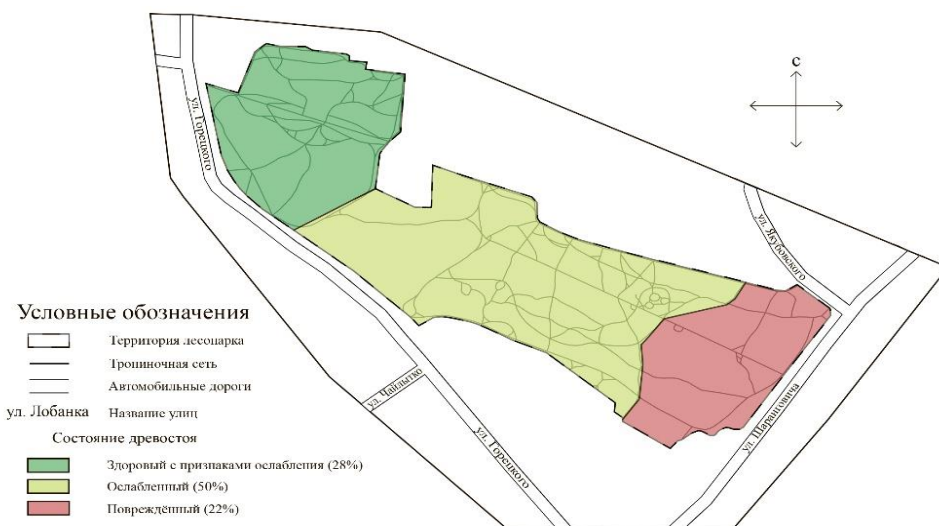 с
ул. Горецкого
ул. Якубовского
Условные обозначения
Территория лесопарка
Тропиночная сеть
Автомобильные дороги
ул. Лобанка Название улиц
Состояние древостоя
Здоровый с признаками ослабления (28%)
Ослабленный (50%)
Повреждённый (22%)
ул. Чайлытко
ул. Горецкого
ул. Шаранговича